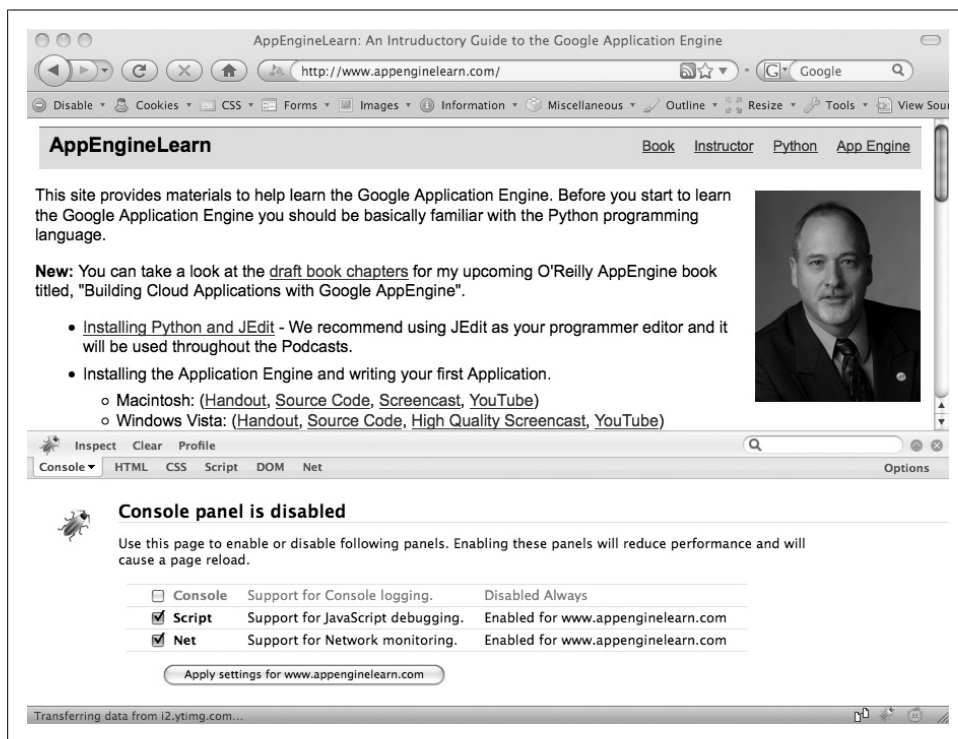 AppEngineLearn: An Intruductory Guide to the Google Application Engine
http://www.appenginelearn.com/
G Google
Disable Cookies CSS Forms Images Information Miscellaneous Outline Resize Tools View Sour
AppEngineLearn
Book Instructor Python App Engine
This site provides materials to help learn the Google Application Engine. Before you start to learn
the Google Application Engine you should be basically familiar with the Python programming
language.
New: You can take a look at the draft book chapters for my upcoming O'Reilly AppEngine book
titled, "Building Cloud Applications with Google AppEngine".
• Installing Python and JEdit - We recommend using JEdit as your programmer editor and it
will be used throughout the Podcasts.
• Installing the Application Engine and writing your first Application.
○ Macintosh: (Handout, Source Code, Screencast, YouTube)
○ Windows Vista: (Handout, Source Code, High Quality Screencast, YouTube)
Inspect Clear Profile
Console HTML CSS Script DOM Net Options
Console panel is disabled
Use this page to enable or disable following panels. Enabling these panels will reduce performance and will
cause a page reload.
Console Support for Console logging. Disabled Always
Script Support for JavaScript debugging. Enabled for www.appenginelearn.com
Net Support for Network monitoring. Enabled for www.appenginelearn.com
Apply settings for www.appenginelearn.com
Transferring data from i2.ytimg.com...